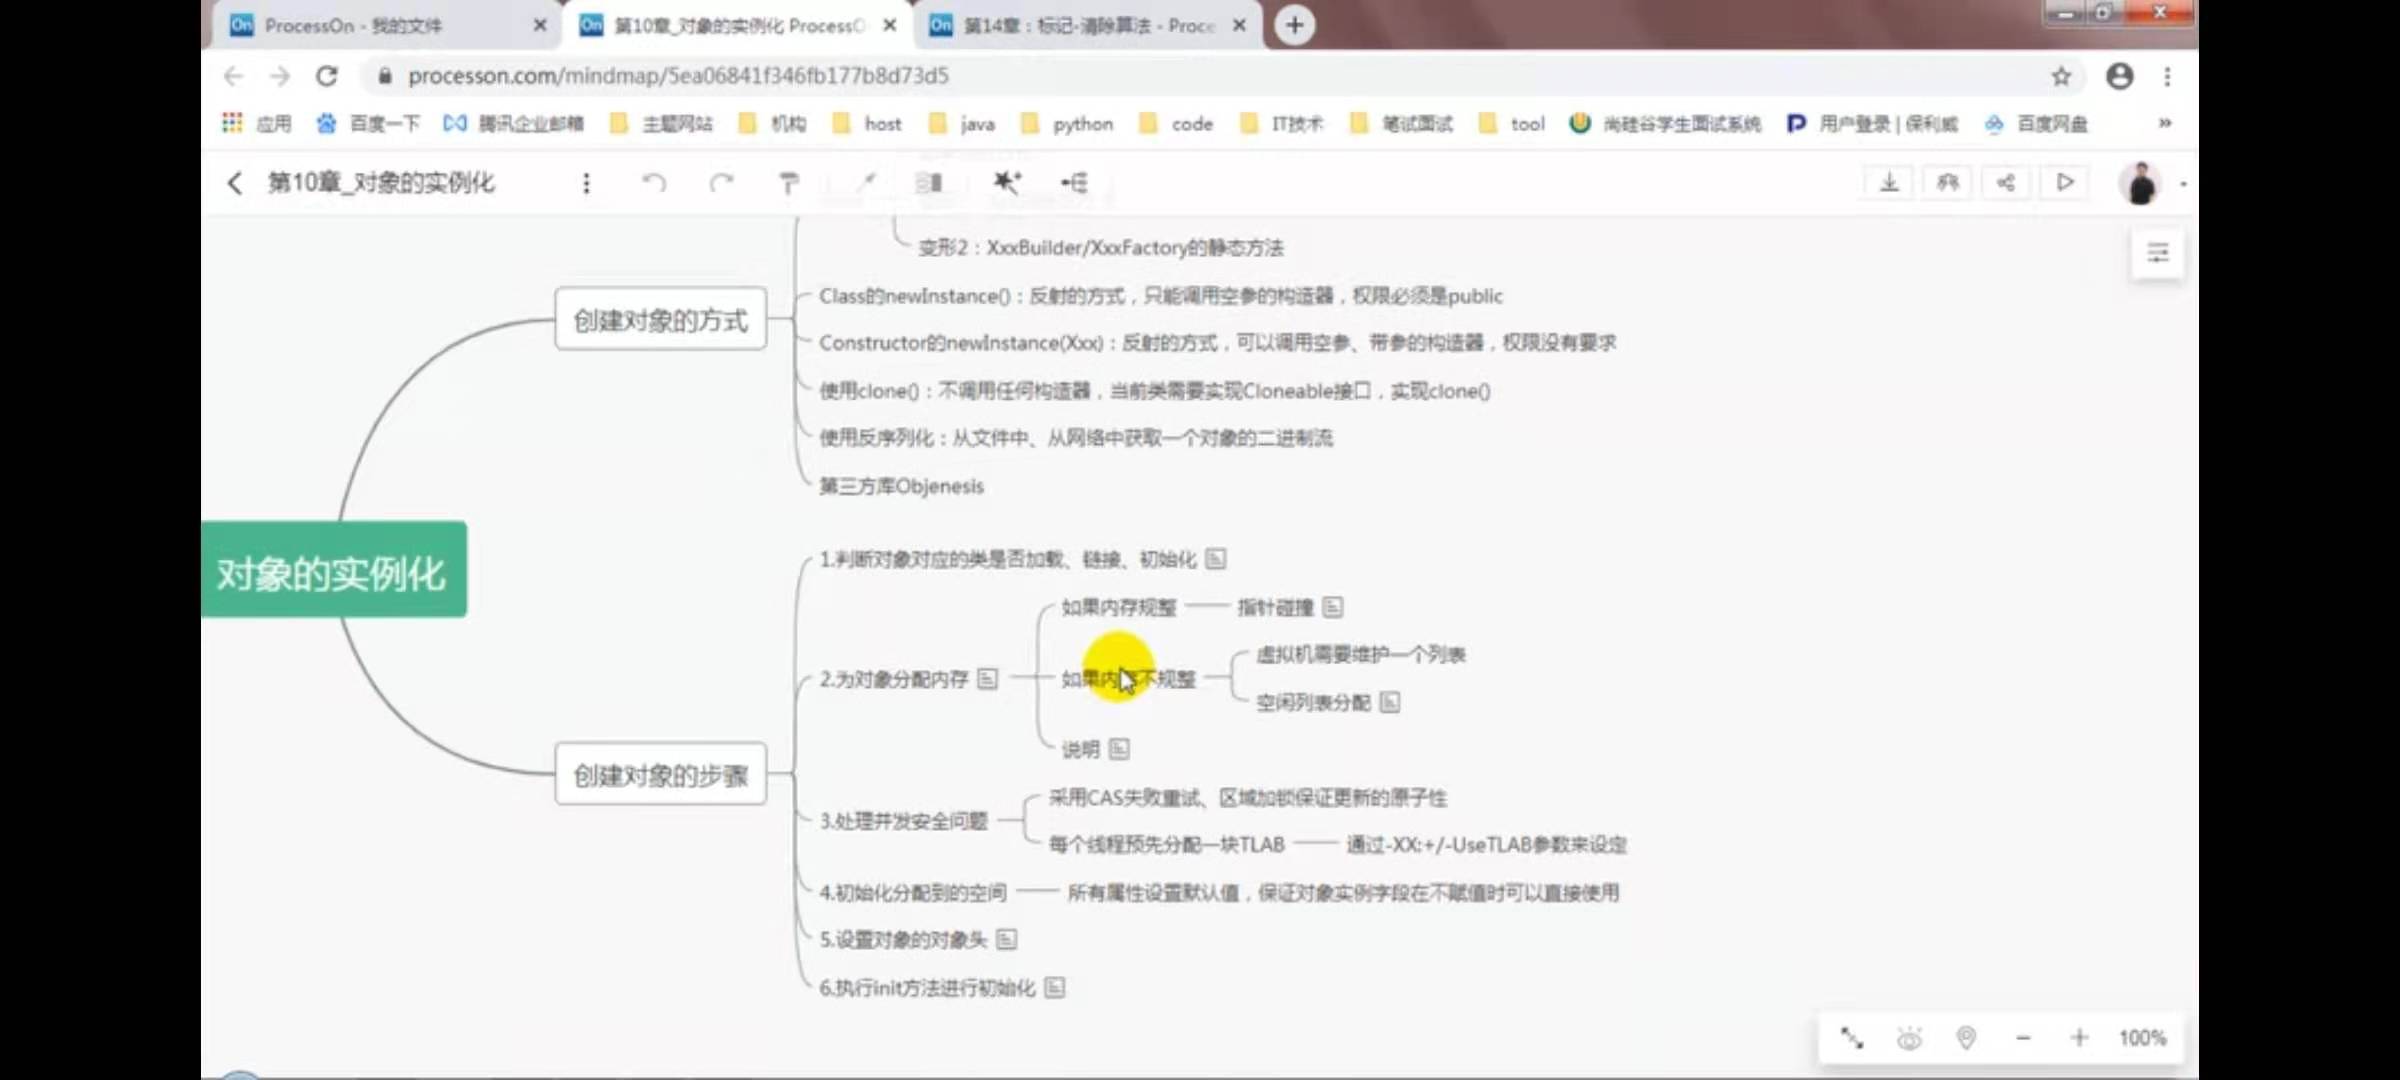 ProcessOn - 我的文件
第10章_对象的实例化 ProcessO
第14章：标记-清除算法 - Proce
processon.com/mindmap/5ea06841f346fb177b8d73d5
应用 百度一下 腾讯企业邮箱 主题网站 机构 host java python code IT技术 笔试面试 tool 尚硅谷学生面试系统 用户登录 | 保利威 百度网盘 »
第10章_对象的实例化
变形2：XxxBuilder/XxxFactory的静态方法
创建对象的方式
Class的newInstance()：反射的方式，只能调用空参的构造器，权限必须是public
Constructor的newInstance(Xxx)：反射的方式，可以调用空参、带参的构造器，权限没有要求
使用clone()：不调用任何构造器，当前类需要实现Cloneable接口，实现clone()
使用反序列化：从文件中、从网络中获取一个对象的二进制流
第三方库Objenesis
对象的实例化
创建对象的步骤
1.判断对象对应的类是否加载、链接、初始化
2.为对象分配内存
如果内存规整
指针碰撞
如果内存不规整
虚拟机需要维护一个列表
空闲列表分配
说明
3.处理并发安全问题
采用CAS失败重试、区域加锁保证更新的原子性
每个线程预先分配一块TLAB
通过-XX:+/-UseTLAB参数来设定
4.初始化分配到的空间
所有属性设置默认值，保证对象实例字段在不赋值时可以直接使用
5.设置对象的对象头
6.执行init方法进行初始化
100%